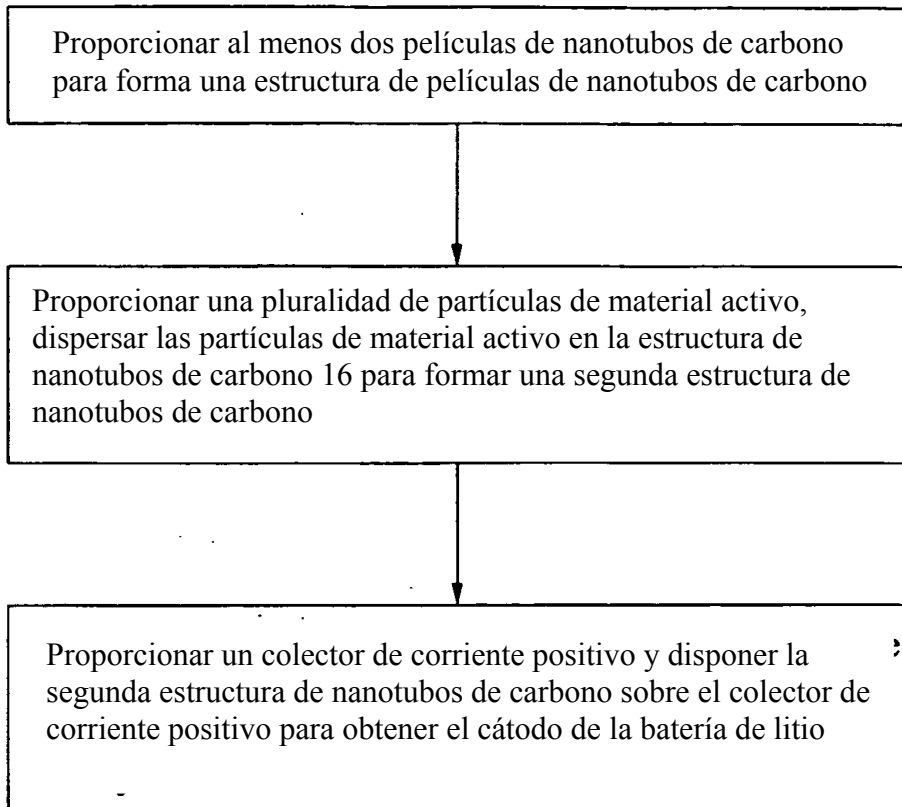 Proporcionar al menos dos películas de nanotubos de carbono
para forma una estructura de películas de nanotubos de carbono
Proporcionar una pluralidad de partículas de material activo,
dispersar las partículas de material activo en la estructura de
nanotubos de carbono 16 para formar una segunda estructura de
nanotubos de carbono
Proporcionar un colector de corriente positivo y disponer la
segunda estructura de nanotubos de carbono sobre el colector de
corriente positivo para obtener el cátodo de la batería de litio